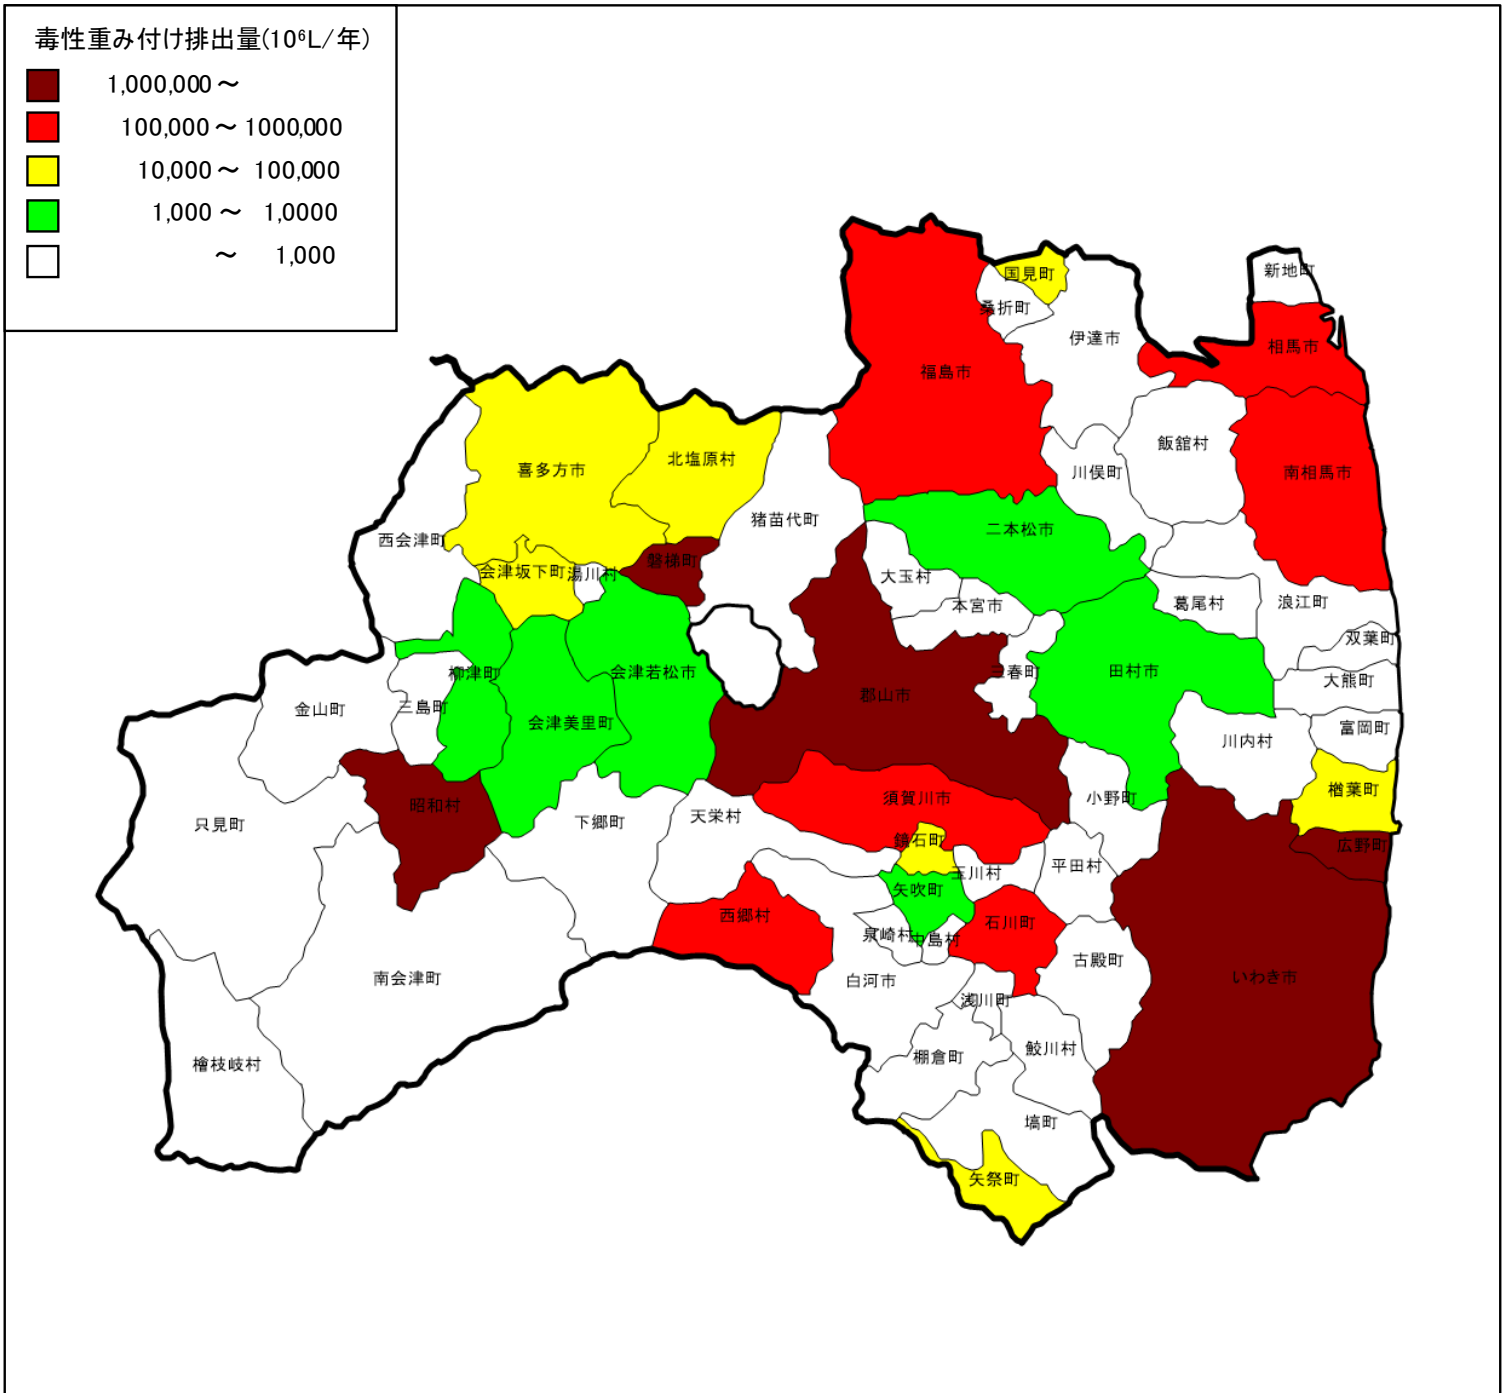 毒性重み付け排出量(10⁶L/年)
1,000,000～
100,000～1000,000
10,000～ 100,000
1,000～ 1,0000
～ 1,000
国見町
新地町
桑折町
伊達市
相馬市
福島市
飯舘村
北塩原村
喜多方市
川俣町
南相馬市
猪苗代町
二本松市
西会津町
磐梯町
会津坂下町
湯川村
大玉村
本宮市
葛尾村
浪江町
双葉町
柳津町
会津若松市
三春町
田村市
大熊町
郡山市
三島町
金山町
会津美里町
富岡町
川内村
楢葉町
昭和村
須賀川市
小野町
只見町
下郷町
天栄村
鏡石町
広野町
玉川村
平田村
矢吹町
西郷村
石川町
泉崎村
中島村
古殿町
南会津町
白河市
いわき市
浅川町
鮫川村
棚倉町
檜枝岐村
塙町
矢祭町